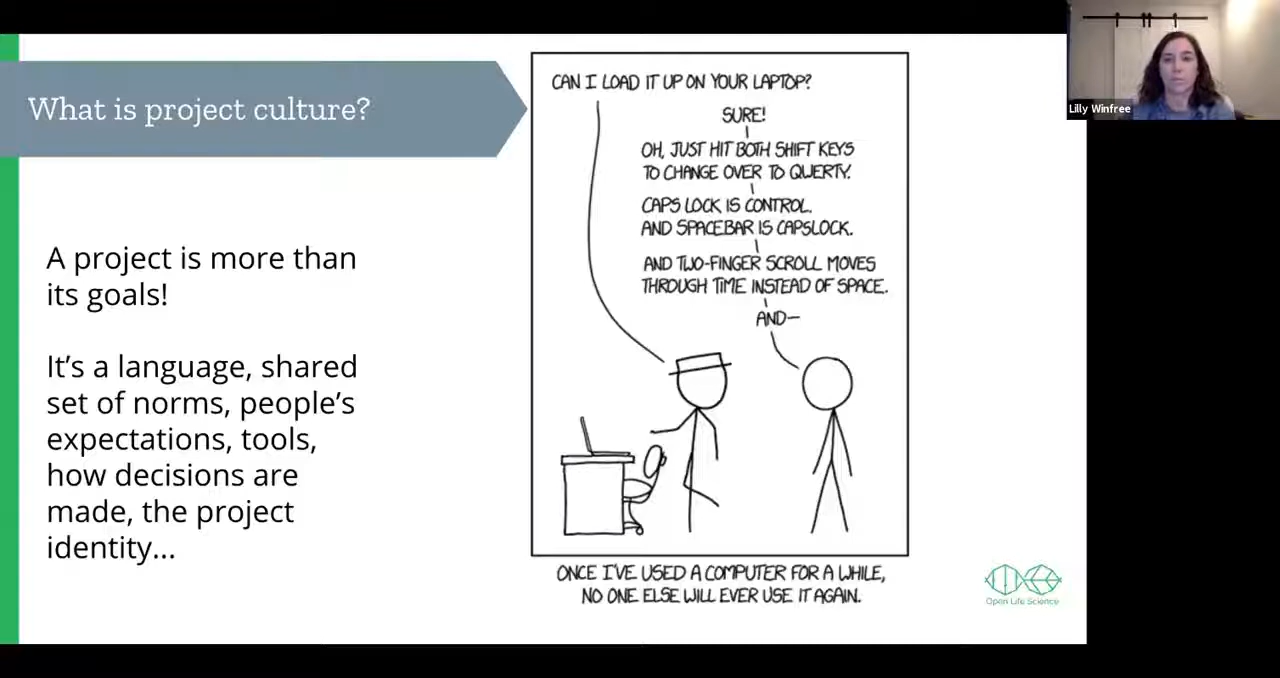 What is project culture?
A project is more than
its goals!
It's a language, shared
set of norms, people's
expectations, tools,
how decisions are
made, the project
identity...
CAN I LOAD IT UP ON YOUR LAPTOP?
SURE!
OH, JUST HIT BOTH SHIFT KEYS
TO CHANGE OVER TO QWERTY.
CAPS LOCK IS CONTROL.
AND SPACEBAR IS CAPSLOCK.
AND TWO-FINGER SCROLL MOVES
THROUGH TIME INSTEAD OF SPACE.
AND—
ONCE I'VE USED A COMPUTER FOR A WHILE,
NO ONE ELSE WILL EVER USE IT AGAIN.
Open Life Science
Lilly Winfree